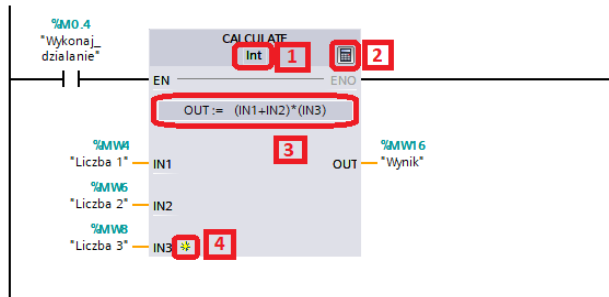 %M0.4
"Wykonaj_
dzialanie"
CALCULATE
Int
1
2
EN
ENO
OUT := (IN1+IN2)*(IN3)
3
%MW4
"Liczba 1"
IN1
%MW16
OUT
"Wynik"
%MW6
"Liczba 2"
IN2
%MW8
"Liczba 3"
IN3
4